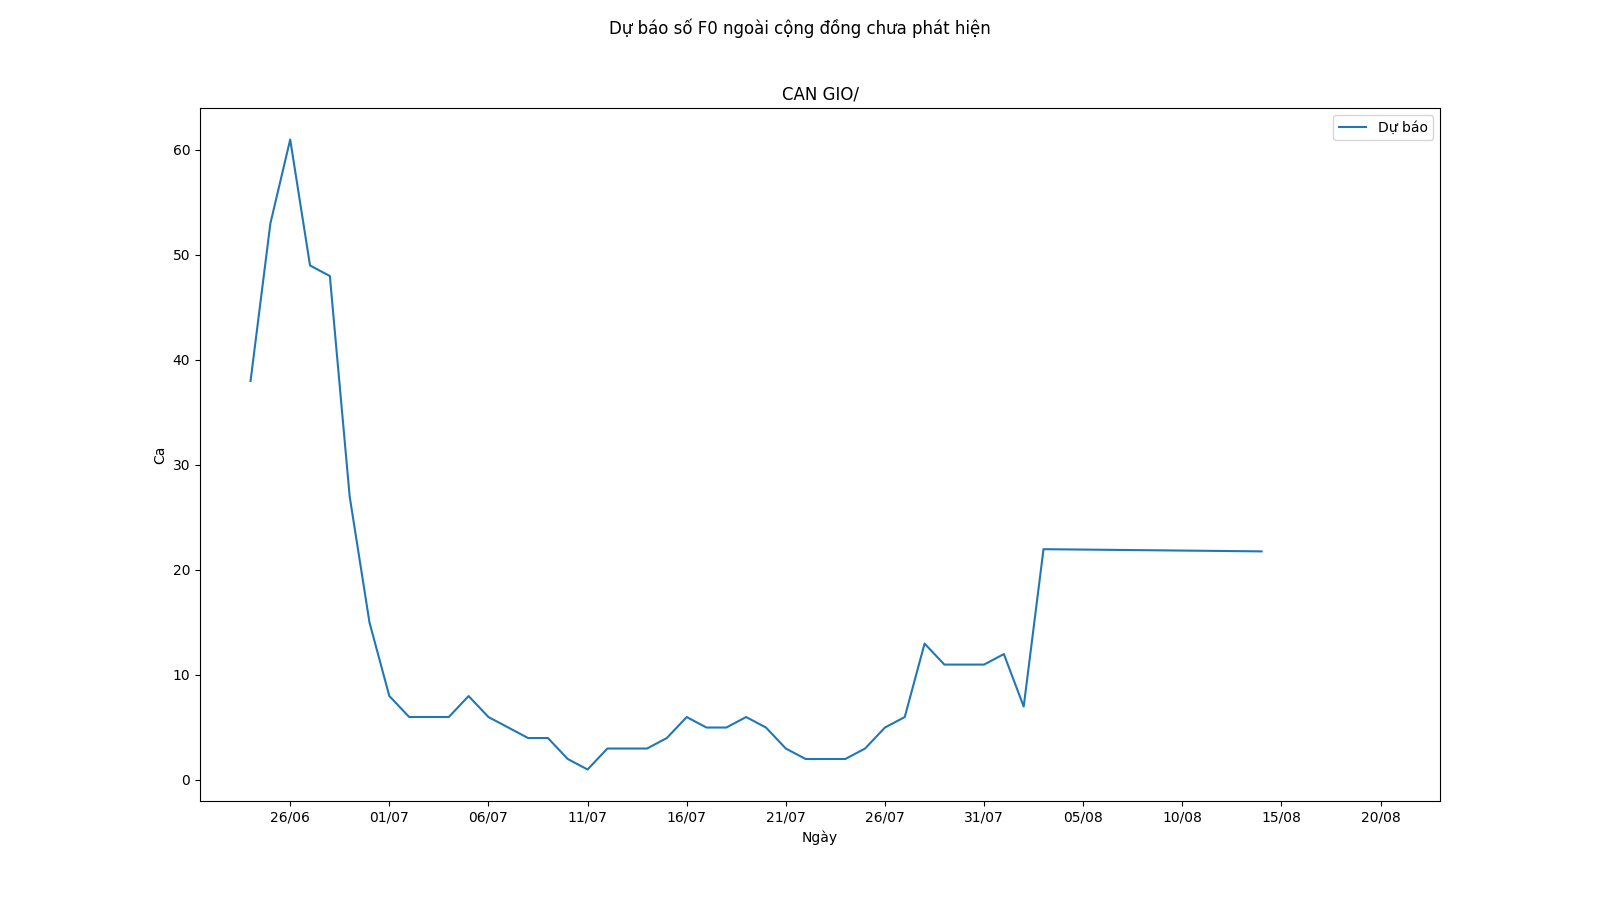 Dự báo số F0 ngoài cộng đồng chưa phát hiện
CAN GIO/
Dự báo
60
50
40
30
20
10
0
Ca
26/06 01/07 06/07 11/07 16/07 21/07 26/07 31/07 05/08 10/08 15/08 20/08
Ngày